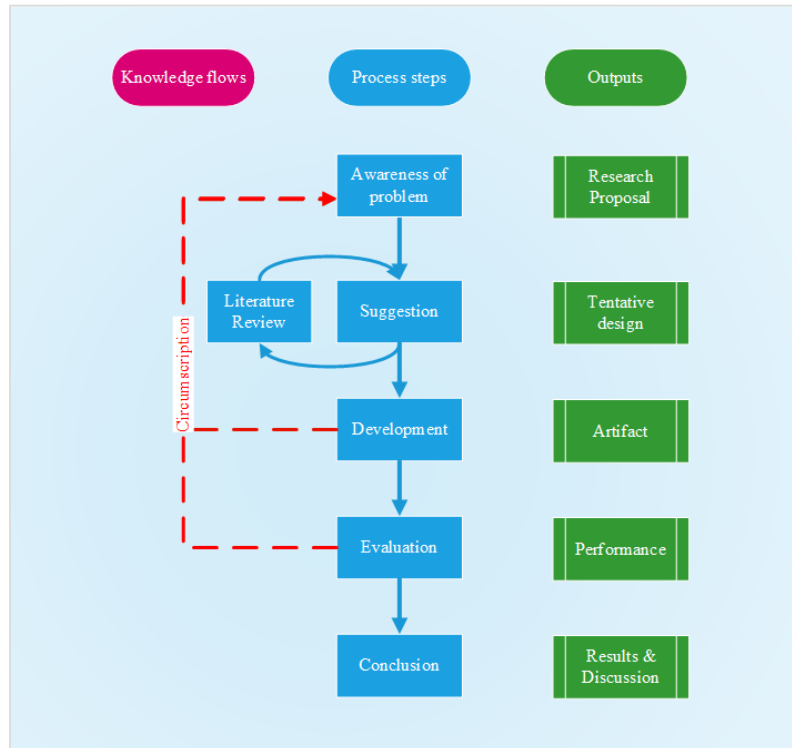 Knowledge flows
Process steps
Outputs
Awareness of
problem
Research
Proposal
Literature
Review
Suggestion
Tentative
design
Circumscription
Development
Artifact
Evaluation
Performance
Conclusion
Results &
Discussion